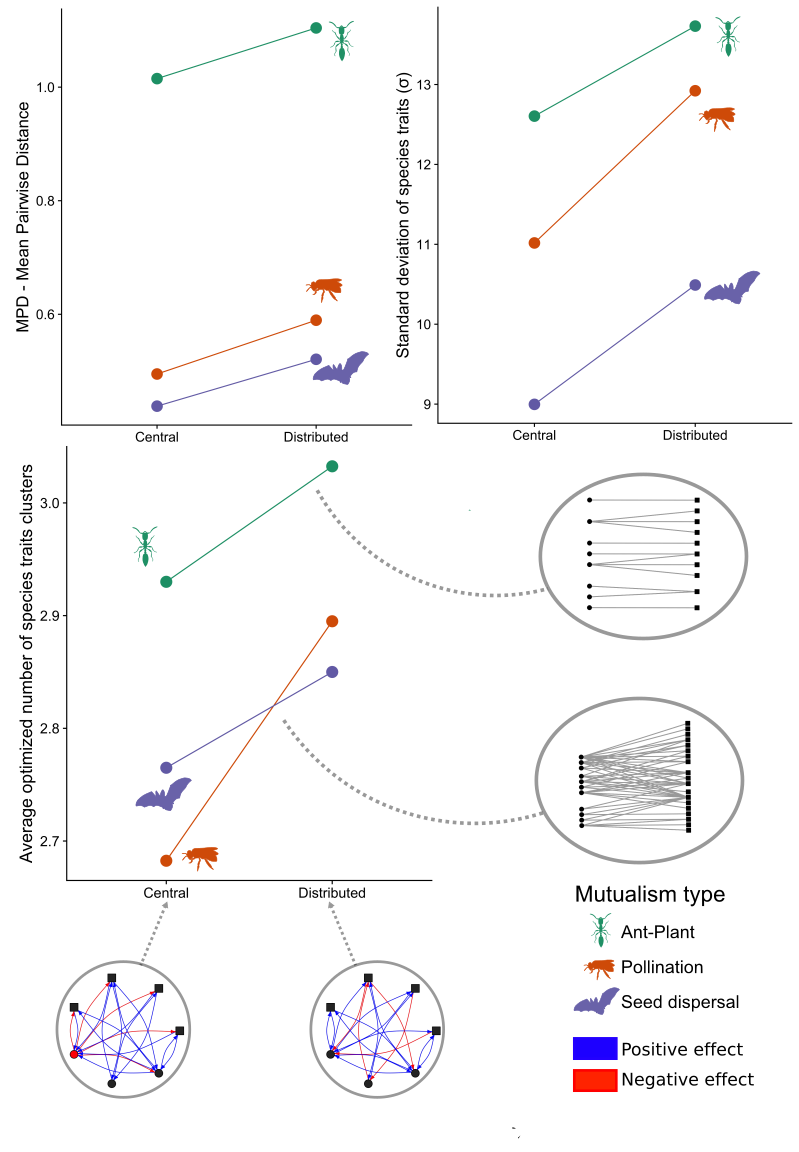 MPD - Mean Pairwise Distance
1.0
0.8
0.6
Central
Distributed
Standard deviation of species traits (σ)
13
12
11
10
9
Central
Distributed
Average optimized number of species traits clusters
3.0
2.9
2.8
2.7
Central
Distributed
Mutualism type
Ant-Plant
Pollination
Seed dispersal
Positive effect
Negative effect